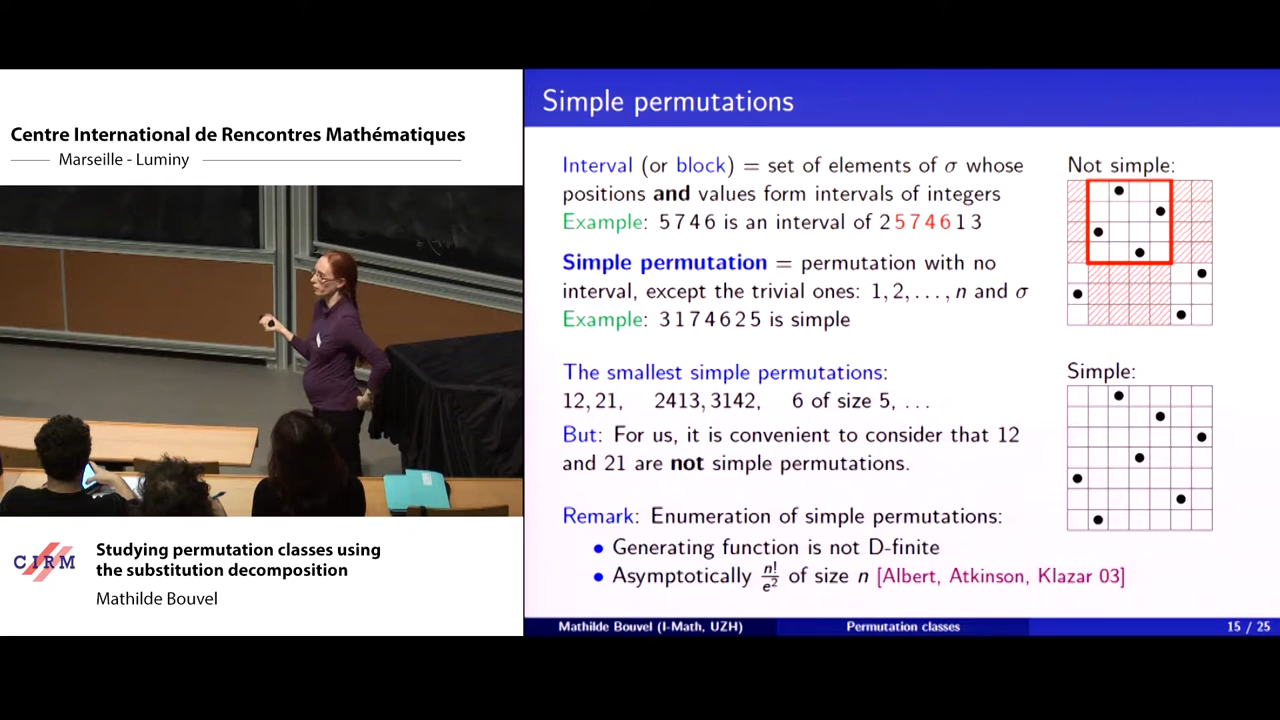 Centre International de Rencontres Mathématiques
Marseille - Luminy
CIRM
Studying permutation classes using
the substitution decomposition
Mathilde Bouvel
Simple permutations
Interval (or block) = set of elements of σ whose
positions and values form intervals of integers
Example: 5 7 4 6 is an interval of 2 5 7 4 6 1 3
Simple permutation = permutation with no
interval, except the trivial ones: 1, 2, . . . , n and σ
Example: 3 1 7 4 6 2 5 is simple
The smallest simple permutations:
12, 21, 2413, 3142, 6 of size 5, . . .
But: For us, it is convenient to consider that 12
and 21 are not simple permutations.
Remark: Enumeration of simple permutations:
• Generating function is not D-finite
• Asymptotically n!/e² of size n [Albert, Atkinson, Klazar 03]
Not simple:
Simple:
Mathilde Bouvel (I-Math, UZH) Permutation classes 15 / 25